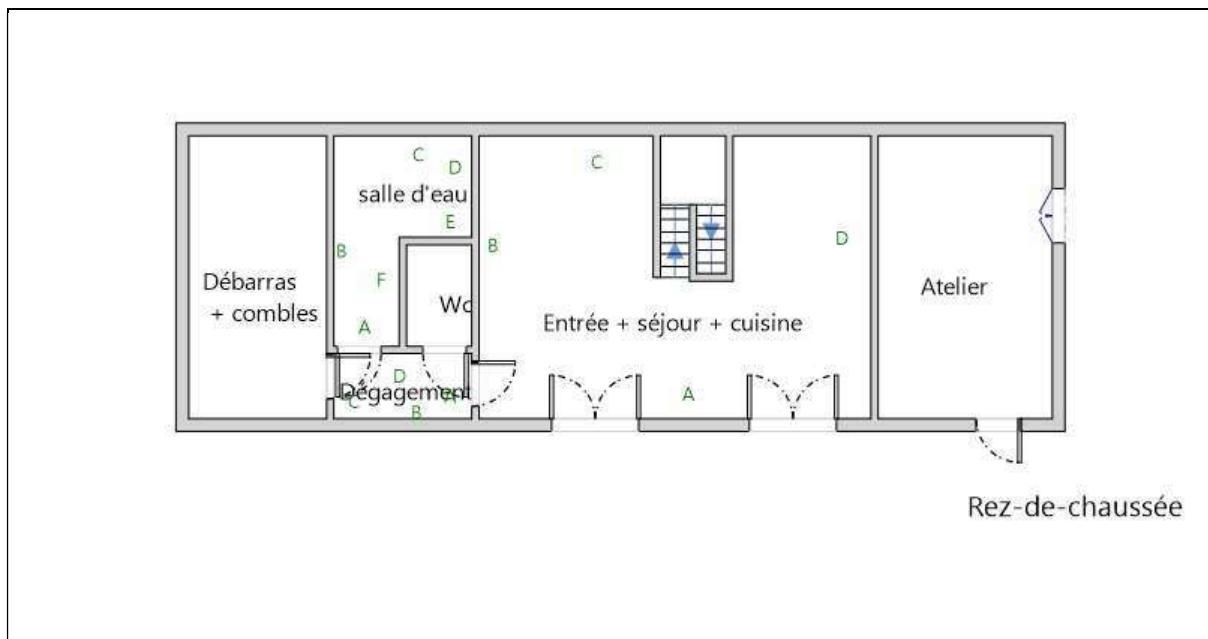 C
D
C
salle d'eau
E
B
B
D
F
Débarras
+ combles
Wc
Atelier
A
Entrée + séjour + cuisine
D
Dégagement
A
A
C
B
Rez-de-chaussée